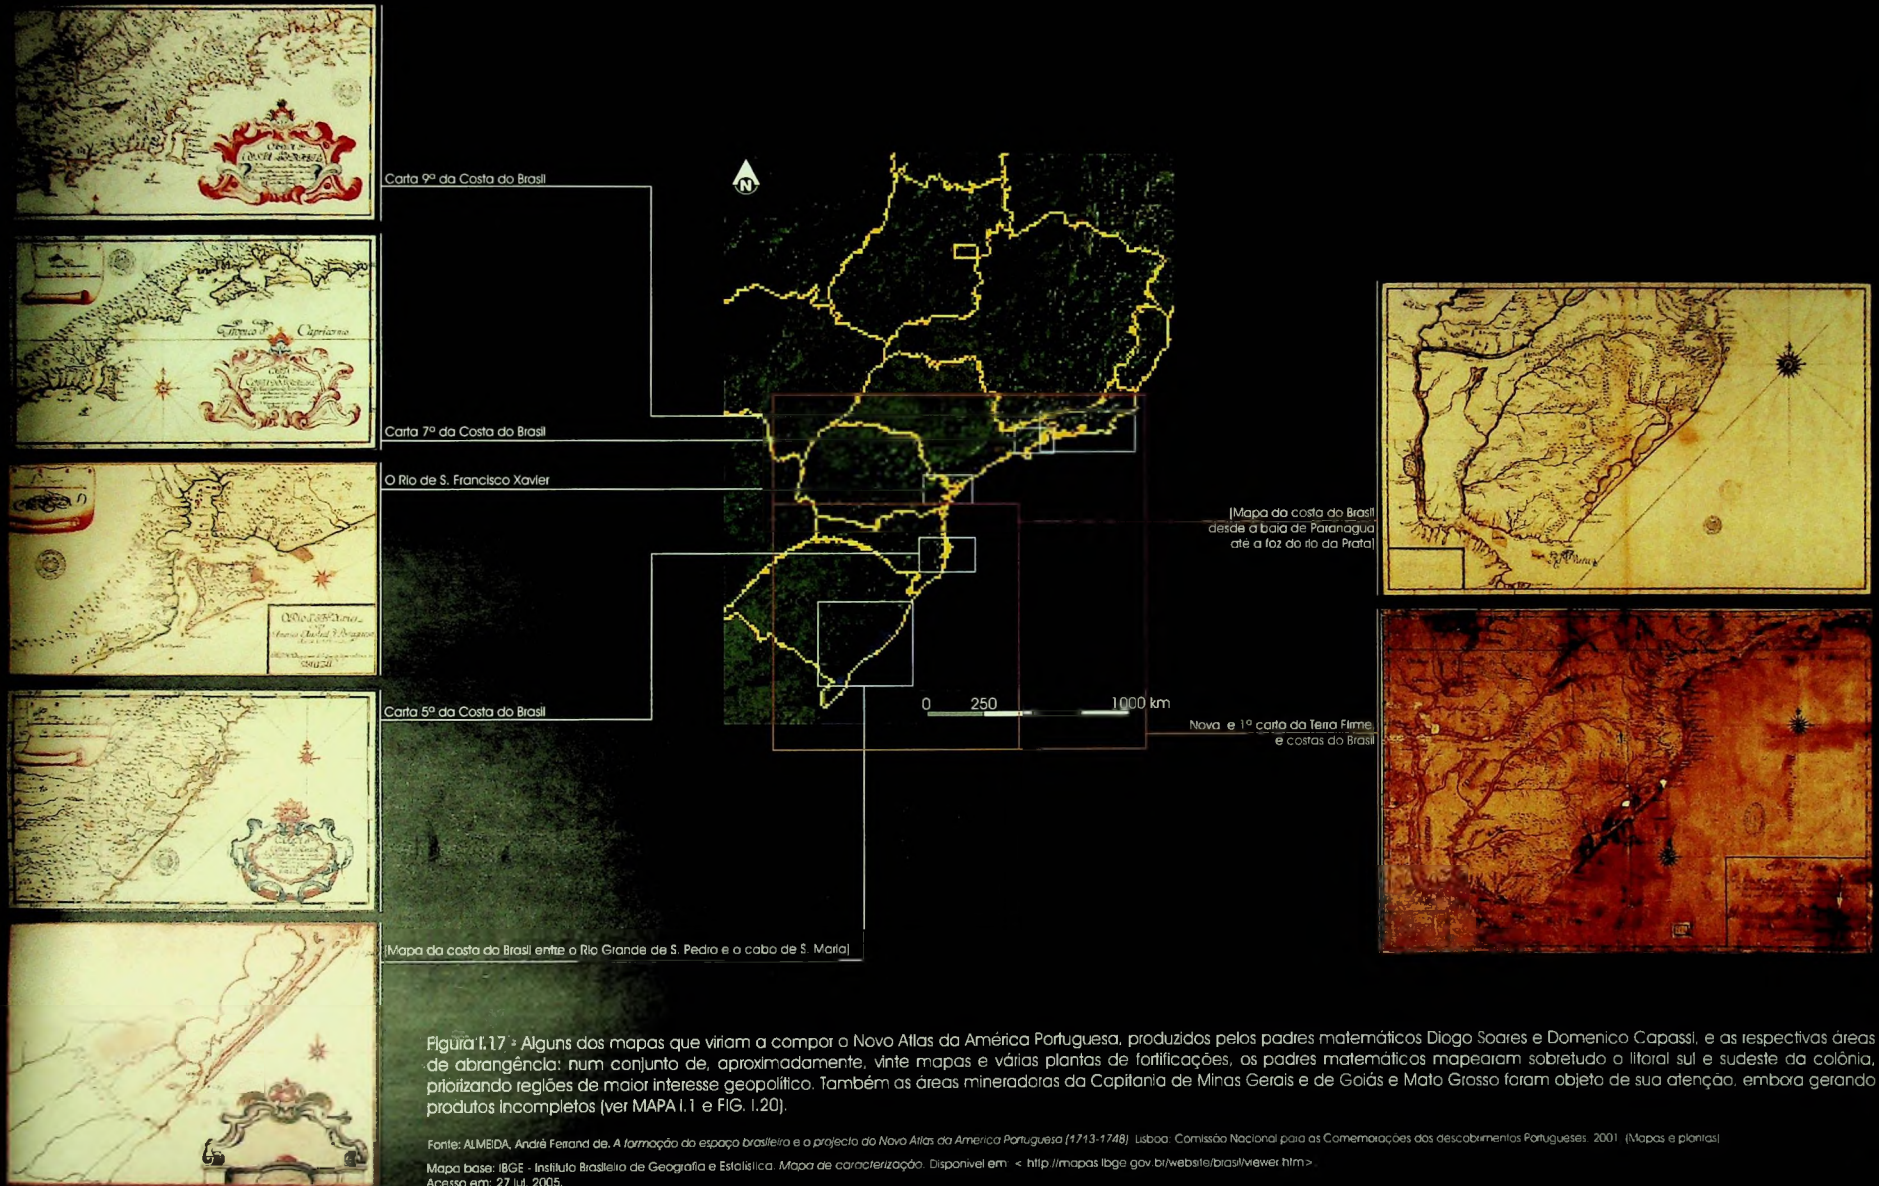 Carta 9º da Costa do Brasil
Carta 7º da Costa do Brasil
O Rio de S. Francisco Xavier
Carta 5º da Costa do Brasil
[Mapa da costa do Brasil entre o Rio Grande de S. Pedro e o cabo de S. Maria]
Tropico d Capricornio
N
0 250 1000 km
[Mapa da costa do Brasil
desde a baia de Paranagua
até a foz do rio da Prata]
Nova e 1ª carta da Terra Firme
e costas do Brasil
Figura I.17 - Alguns dos mapas que viriam a compor o Novo Atlas da América Portuguesa, produzidos pelos padres matemáticos Diogo Soares e Domenico Capassi, e as respectivas áreas
de abrangência: num conjunto de, aproximadamente, vinte mapas e várias plantas de fortificações, os padres matemáticos mapearam sobretudo o litoral sul e sudeste da colônia,
priorizando regiões de maior interesse geopolítico. Também as áreas mineradoras da Capitania de Minas Gerais e de Goiás e Mato Grosso foram objeto de sua atenção, embora gerando
produtos incompletos (ver MAPA I.1 e FIG. I.20).
Fonte: ALMEIDA, André Ferrand de. A formação do espaço brasileiro e o projecto do Novo Atlas da America Portuguesa (1713-1748) Lisboa: Comissão Nacional para as Comemorações dos descobrimentos Portugueses. 2001 (Mapas e plantas)
Mapa base: IBGE - Instituto Brasileiro de Geografia e Estatística. Mapa de caracterização. Disponivel em: < http://mapas.ibge.gov.br/website/brasil/viewer.htm>.
Acesso em: 27 jul. 2005.